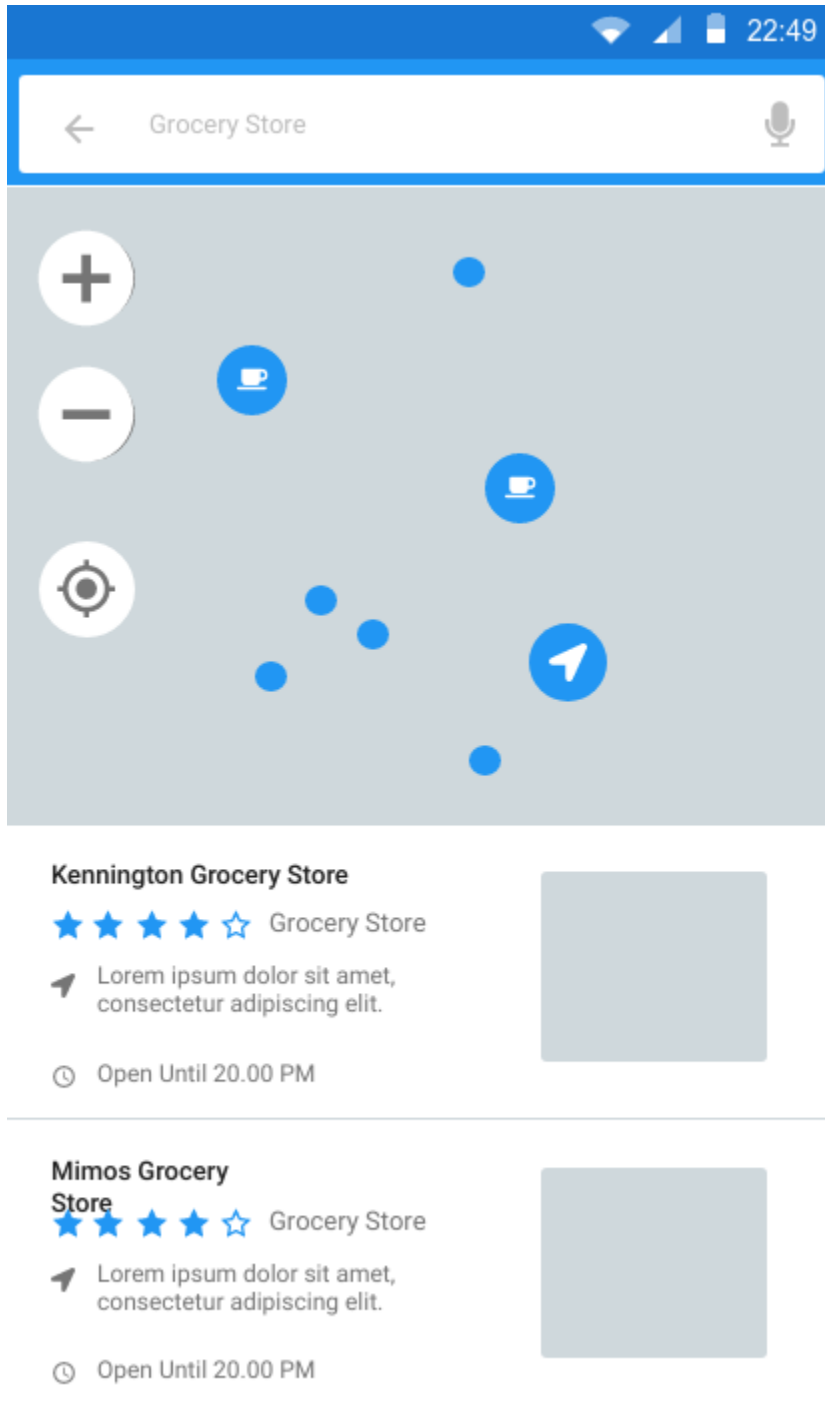 22:49
Grocery Store
Kennington Grocery Store
Grocery Store
Lorem ipsum dolor sit amet,
consectetur adipiscing elit.
Open Until 20.00 PM
Mimos Grocery
Store
Grocery Store
Lorem ipsum dolor sit amet,
consectetur adipiscing elit.
Open Until 20.00 PM